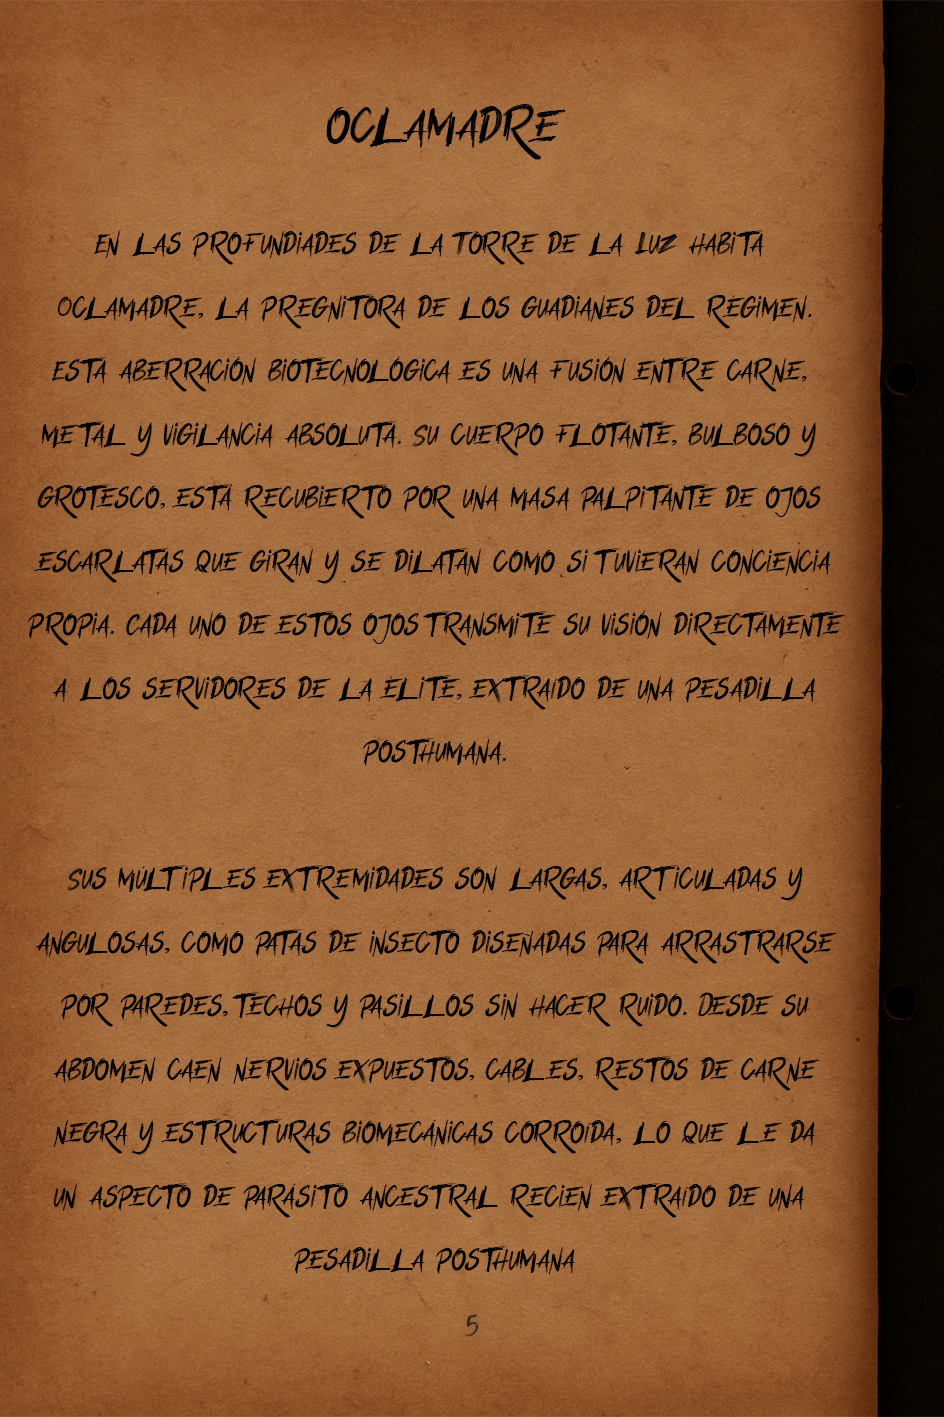 OCLAMADRE
EN LAS PROFUNDIADES DE LA TORRE DE LA LUZ HABITA
OCLAMADRE, LA PREGNITORA DE LOS GUADIANES DEL RÉGIMEN.
ESTA ABERRACIÓN BIOTECNOLÓGICA ES UNA FUSIÓN ENTRE CARNE,
METAL Y VIGILANCIA ABSOLUTA. SU CUERPO FLOTANTE, BULBOSO Y
GROTESCO, ESTÁ RECUBIERTO POR UNA MASA PALPITANTE DE OJOS
ESCARLATAS QUE GIRAN Y SE DILATAN COMO SI TUVIERAN CONCIENCIA
PROPIA. CADA UNO DE ESTOS OJOS TRANSMITE SU VISIÓN DIRECTAMENTE
A LOS SERVIDORES DE LA ÉLITE, EXTRAÍDO DE UNA PESADILLA
POSTHUMANA.
SUS MÚLTIPLES EXTREMIDADES SON LARGAS, ARTICULADAS Y
ANGULOSAS, COMO PATAS DE INSECTO DISEÑADAS PARA ARRASTRARSE
POR PAREDES, TECHOS Y PASILLOS SIN HACER RUIDO. DESDE SU
ABDOMEN CAEN NERVIOS EXPUESTOS, CABLES, RESTOS DE CARNE
NEGRA Y ESTRUCTURAS BIOMECÁNICAS CORROÍDA, LO QUE LE DA
UN ASPECTO DE PARÁSITO ANCESTRAL RECIÉN EXTRAÍDO DE UNA
PESADILLA POSTHUMANA
5